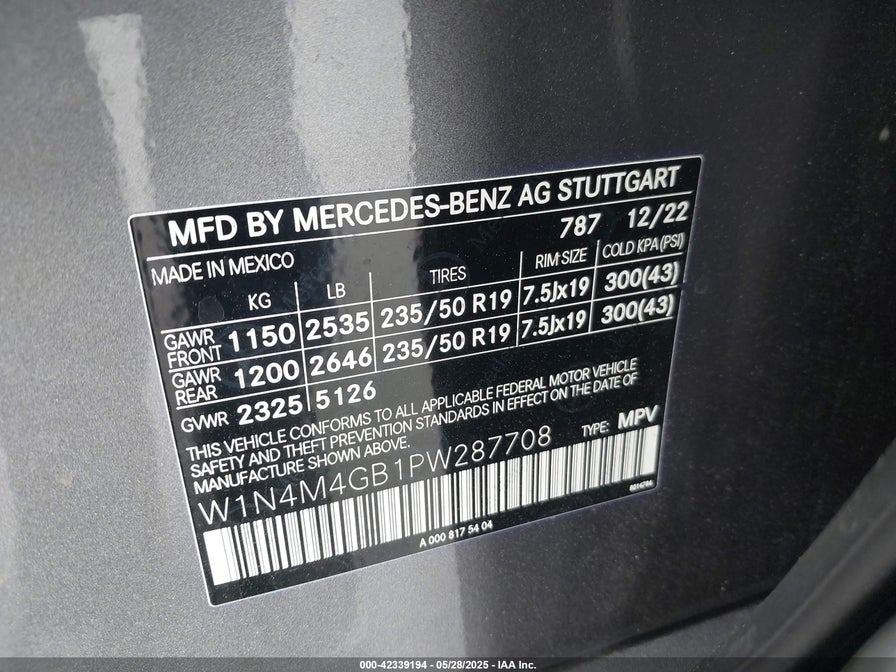 MFD BY MERCEDES-BENZ AG STUTTGART
787 12/22
MADE IN MEXICO
KG LB TIRES RIM SIZE COLD KPA (PSI)
GAWR FRONT 1150 2535 235/50 R19 7.5Jx19 300(43)
GAWR REAR 1200 2646 235/50 R19 7.5Jx19 300(43)
GVWR 2325 5126
THIS VEHICLE CONFORMS TO ALL APPLICABLE FEDERAL MOTOR VEHICLE
SAFETY AND THEFT PREVENTION STANDARDS IN EFFECT ON THE DATE OF
MANUFACTURE SHOWN ABOVE.
TYPE: MPV
W1N4M4GB1PW287708
A 000 817 54 04
000-42339194 - 05/28/2025 - IAA Inc.